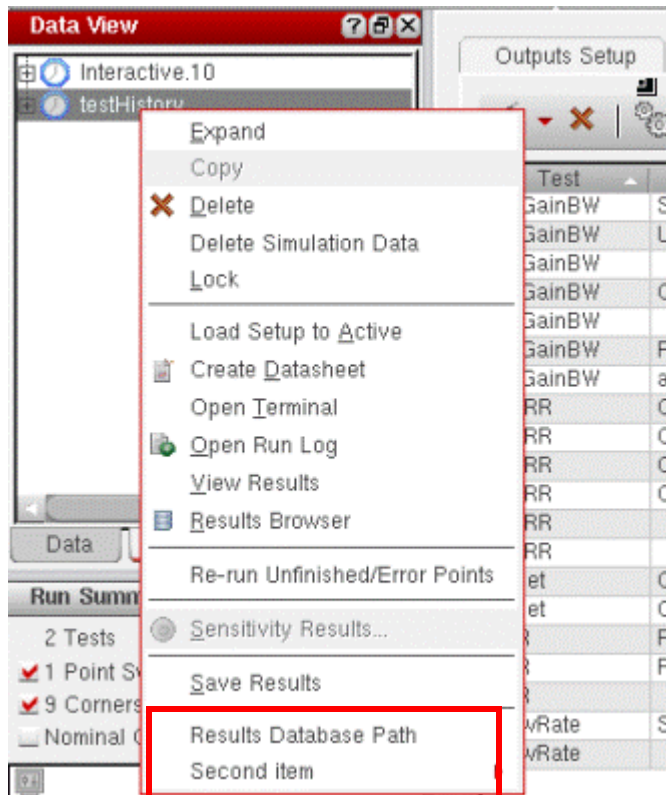 Data View
Interactive.10
testHistory
Expand
Copy
Delete
Delete Simulation Data
Lock
Load Setup to Active
Create Datasheet
Open Terminal
Open Run Log
View Results
Results Browser
Re-run Unfinished/Error Points
Sensitivity Results...
Save Results
Results Database Path
Second item
Data
Run Summ
2 Tests
1 Point Sw
9 Corners
Nominal C
Outputs Setup
Test
GainBW S
GainBW L
GainBW
GainBW C
GainBW
GainBW F
GainBW a
RR C
RR C
RR C
RR C
RR
RR
et C
et C
R F
R F
R
wRate S
wRate